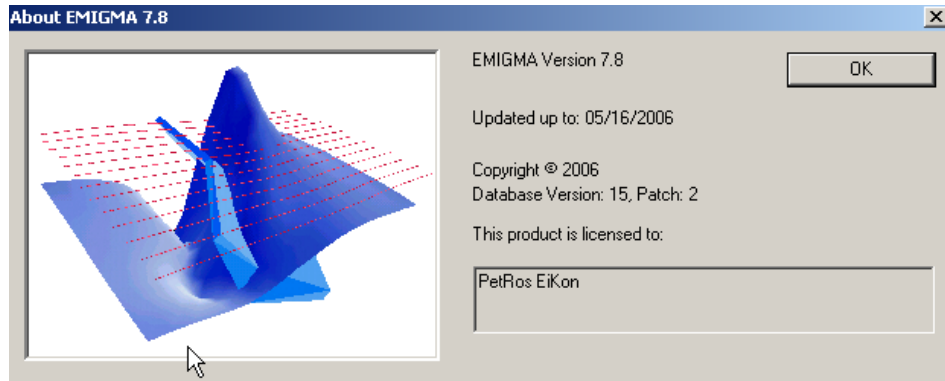 About EMIGMA 7.8
EMIGMA Version 7.8
OK
Updated up to: 05/16/2006
Copyright © 2006
Database Version: 15, Patch: 2
This product is licensed to:
PetRos EiKon